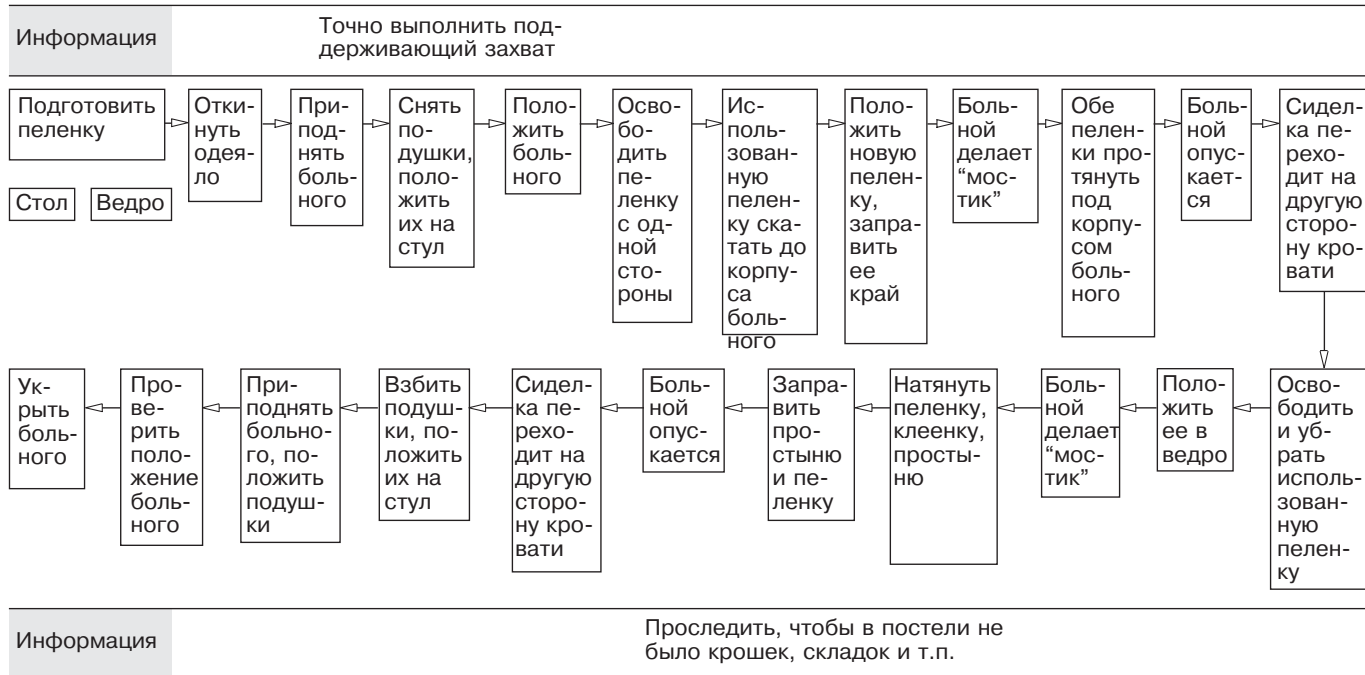 Информация
Точно выполнить под-
держивающий захват
Подготовить
пеленку
Отки-
нуть
одея-
ло
При-
под-
нять
боль-
ного
Снять
по-
душки,
поло-
жить
их на
стул
Поло-
жить
боль-
ного
Осво-
бо-
дить
пе-
ленку
с од-
ной
сто-
роны
Ис-
поль-
зован-
ную
пелен-
ку ска-
тать до
корпу-
са
боль-
ного
Поло-
жить
новую
пелен-
ку,
запра-
вить
ее
край
Боль-
ной
делает
“мос-
тик”
Обе
пелен-
ки про-
тянуть
под
корпу-
сом
боль-
ного
Боль-
ной
опус-
кает-
ся
Сидел-
ка пе-
рехо-
дит на
другую
сторо-
ну кро-
вати
Стол
Ведро
Осво-
бодить
и уб-
рать
исполь-
зован-
ную
пелен-
ку
Поло-
жить
ее в
ведро
Боль-
ной
делает
“мос-
тик”
Натянуть
пеленку,
клеенку,
просты-
ню
Запра-
вить
про-
стыню
и пе-
ленку
Боль-
ной
опус-
кается
Сидел-
ка пе-
рехо-
дит на
другую
сторо-
ну кро-
вати
Взбить
подуш-
ки, по-
ложить
их на
стул
При-
поднять
больно-
го, по-
ложить
подуш-
ки
Про-
ве-
рить
поло-
жение
боль-
ного
Ук-
рыть
боль-
ного
Информация
Проследить, чтобы в постели не
было крошек, складок и т.п.